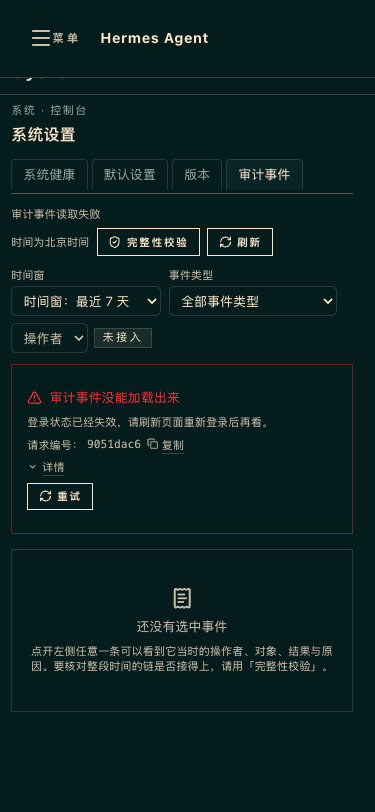 菜单
Hermes Agent
系统 · 控制台
系统设置
系统健康
默认设置
版本
审计事件
审计事件读取失败
时间为北京时间
完整性校验
刷新
时间窗
事件类型
时间窗：最近 7 天
全部事件类型
操作者
未接入
审计事件没能加载出来
登录状态已经失效，请刷新页面重新登录后再看。
请求编号： 9051dac6 复制
详情
重试
还没有选中事件
点开左侧任意一条可以看到它当时的操作者、对象、结果与原
因。要核对整段时间的链是否接得上，请用「完整性校验」。